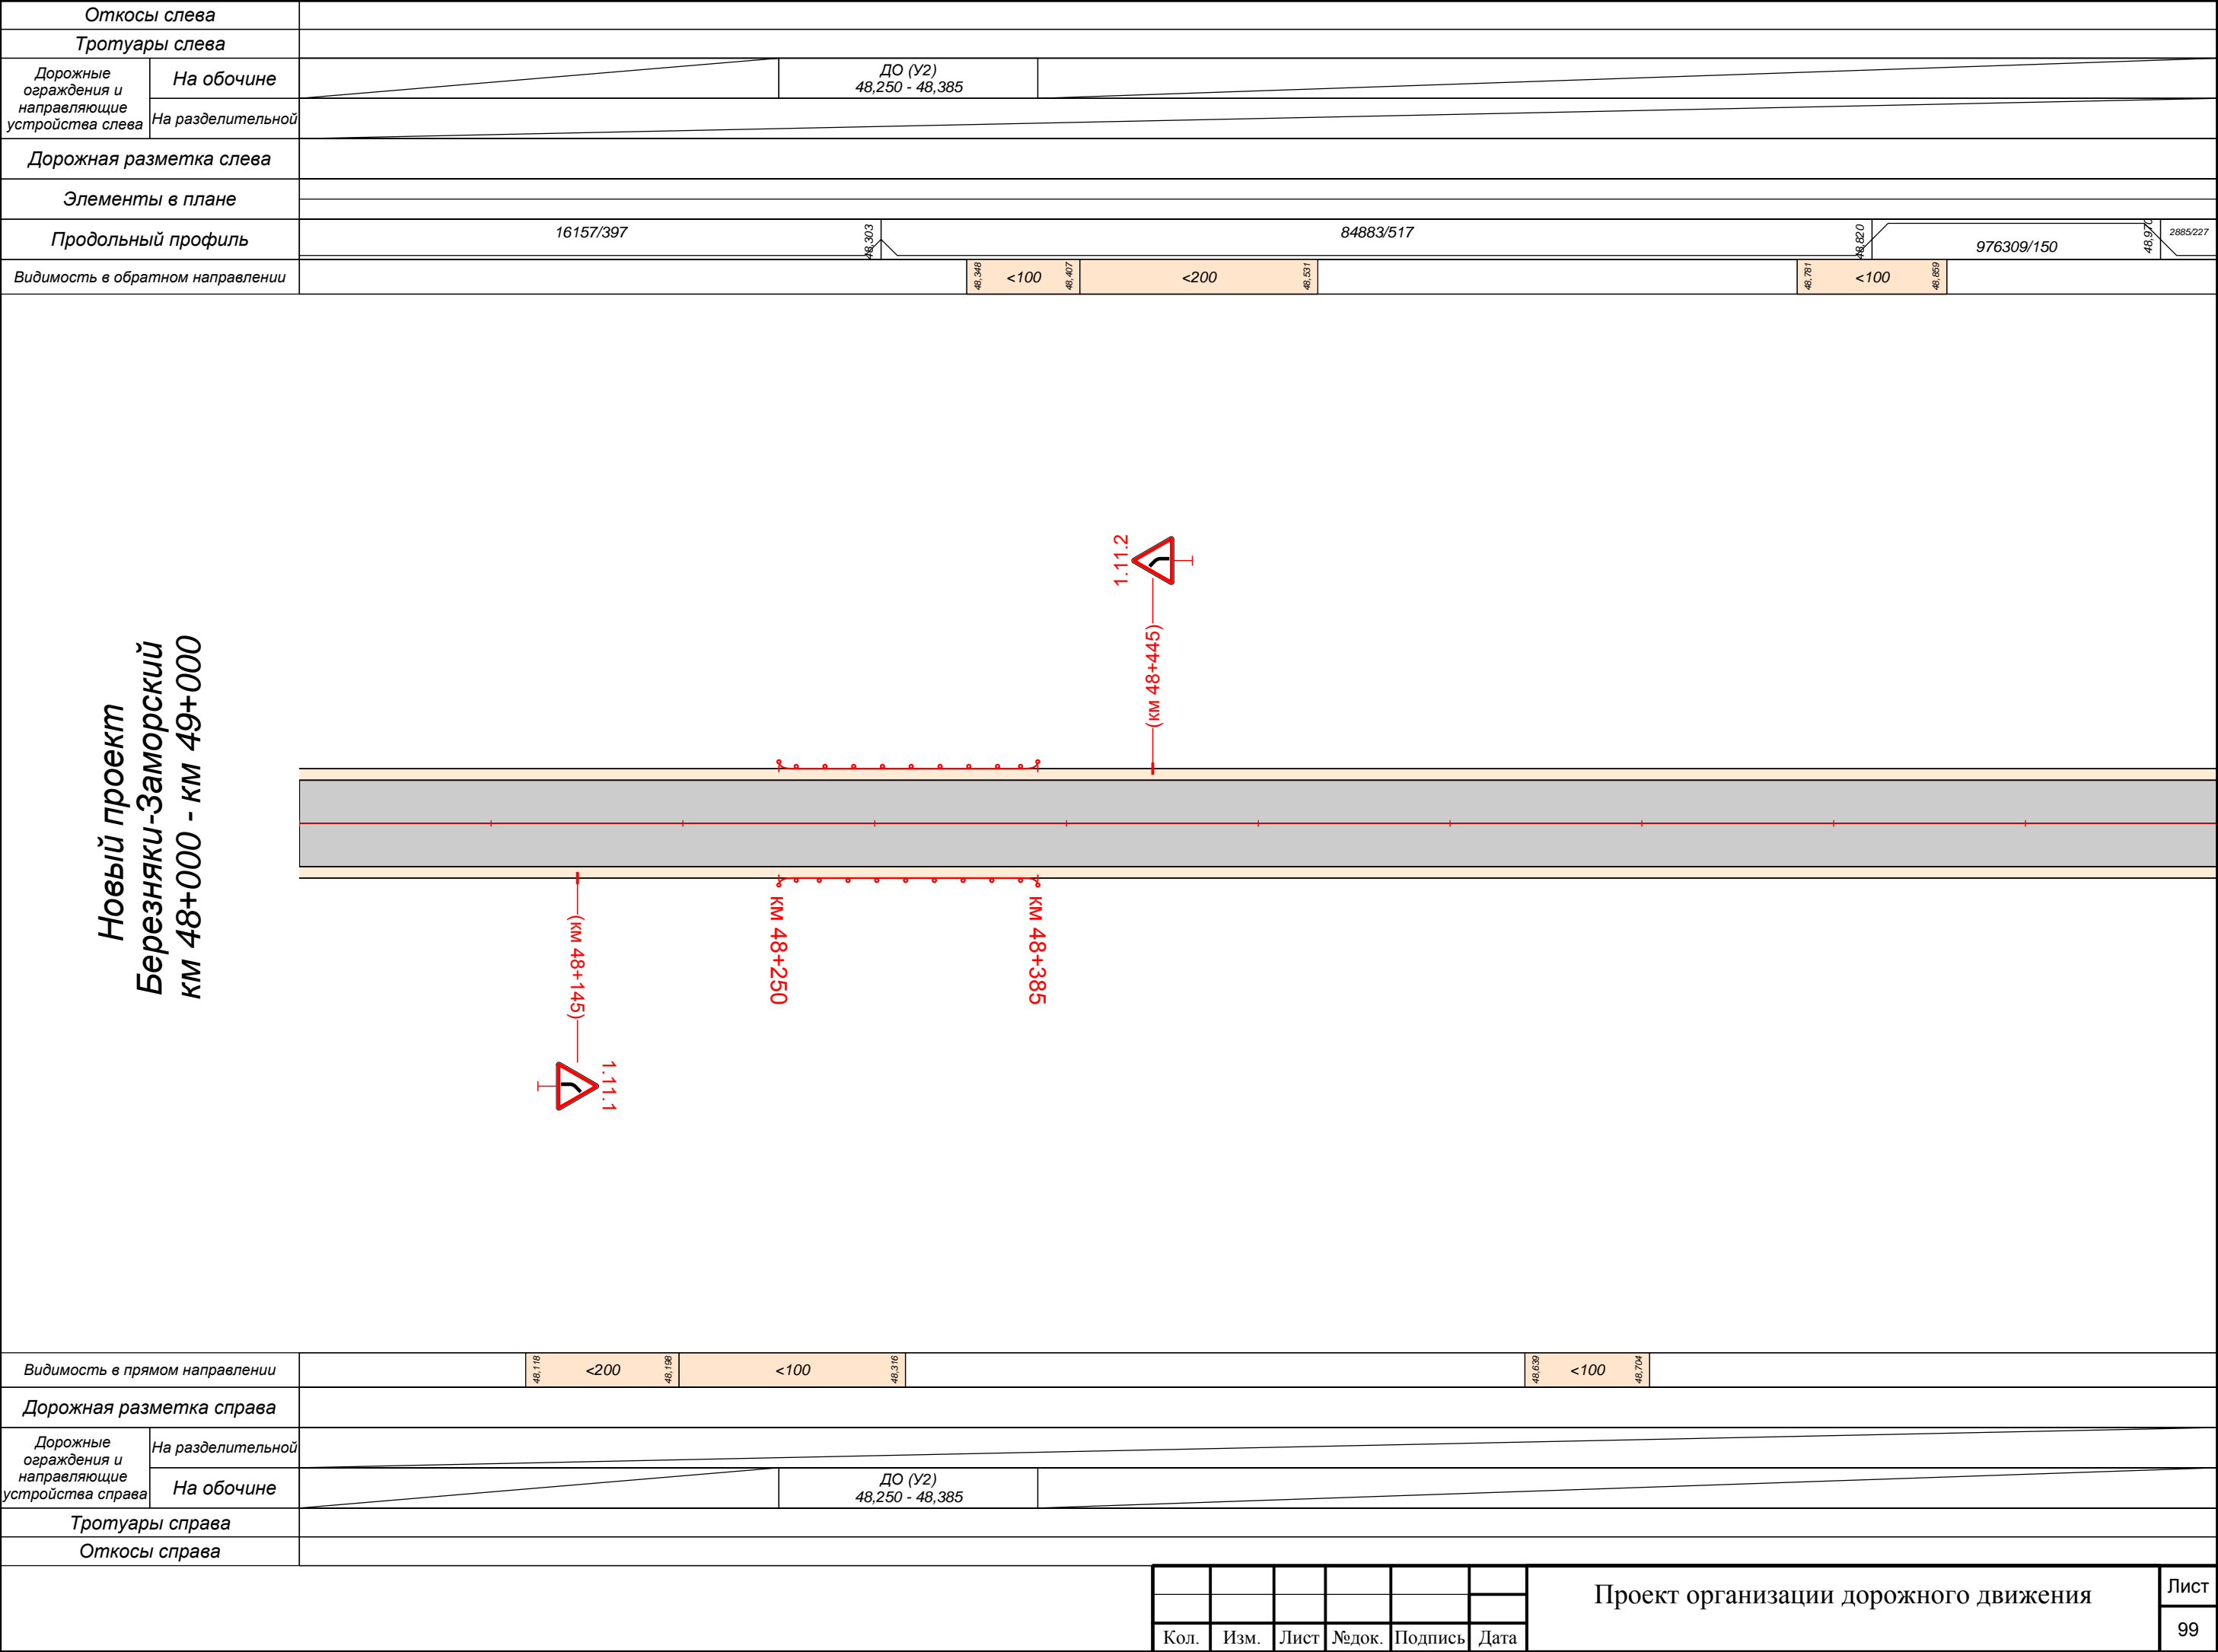 Откосы слева
Тротуары слева
Дорожные
ограждения и
направляющие
устройства слева
На обочине
ДО (У2)
48,250 - 48,385
На разделительной
Дорожная разметка слева
Элементы в плане
Продольный профиль
16157/397
48,303
84883/517
48,820
976309/150
48,970
2885/227
Видимость в обратном направлении
48,348
<100
48,407
<200
48,531
48,781
<100
48,859
Новый проект
Березняки-Заморский
км 48+000 - км 49+000
1.11.2
(км 48+445)
(км 48+145)
1.11.1
км 48+250
км 48+385
Видимость в прямом направлении
48,118
<200
48,198
<100
48,316
48,639
<100
48,704
Дорожная разметка справа
Дорожные
ограждения и
направляющие
устройства справа
На разделительной
На обочине
ДО (У2)
48,250 - 48,385
Тротуары справа
Откосы справа
Кол. Изм. Лист №док. Подпись Дата
Проект организации дорожного движения
Лист
99